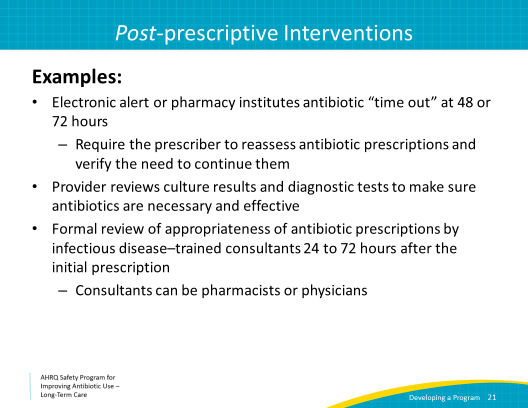 Post-prescriptive Interventions
Examples:
• Electronic alert or pharmacy institutes antibiotic “time out” at 48 or
72 hours
– Require the prescriber to reassess antibiotic prescriptions and
verify the need to continue them
• Provider reviews culture results and diagnostic tests to make sure
antibiotics are necessary and effective
• Formal review of appropriateness of antibiotic prescriptions by
infectious disease–trained consultants 24 to 72 hours after the
initial prescription
– Consultants can be pharmacists or physicians
AHRQ Safety Program for
Improving Antibiotic Use –
Long-Term Care
Developing a Program 21